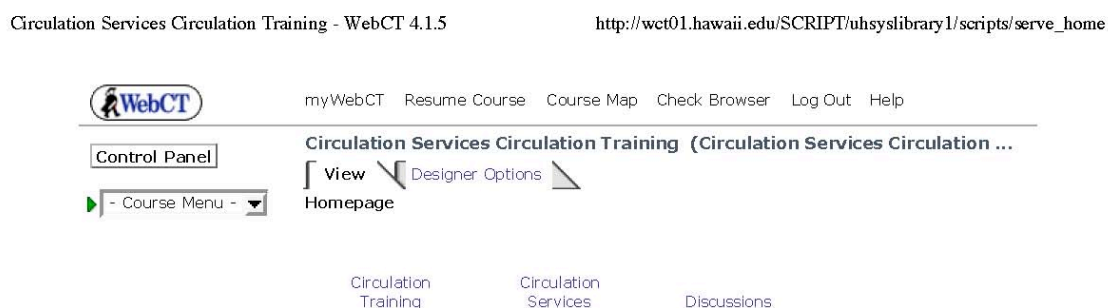 Circulation Services Circulation Training - WebCT 4.1.5 http://wct01.hawaii.edu/SCRIPT/uhsyslibrary1/scripts/serve_home
WebCT myWebCT Resume Course Course Map Check Browser Log Out Help
Control Panel
Circulation Services Circulation Training (Circulation Services Circulation ...
View Designer Options
- Course Menu -
Homepage
Circulation Training
Circulation Services
Discussions